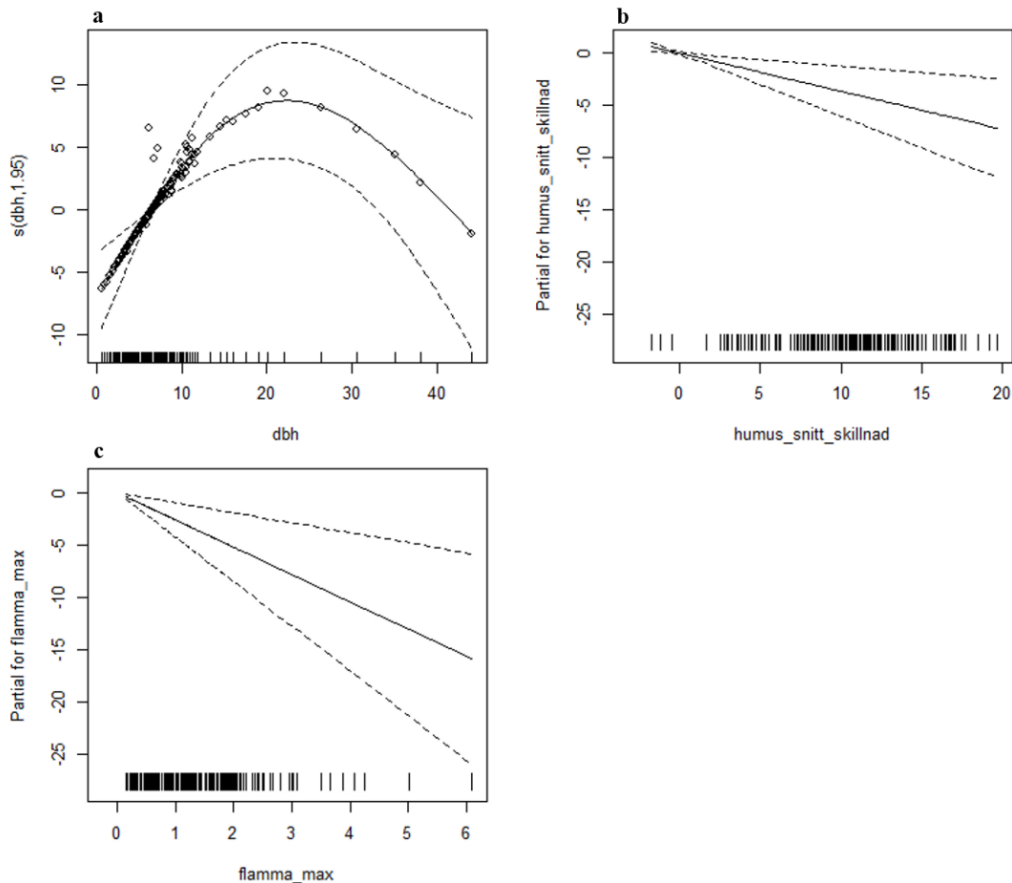 a
s(dbh,1.95)
10
5
0
-5
-10
0 10 20 30 40
dbh
b
Partial for humus_snitt_skillnad
0
-5
-10
-15
-20
-25
0 5 10 15 20
humus_snitt_skillnad
c
Partial for flamma_max
0
-5
-10
-15
-20
-25
0 1 2 3 4 5 6
flamma_max